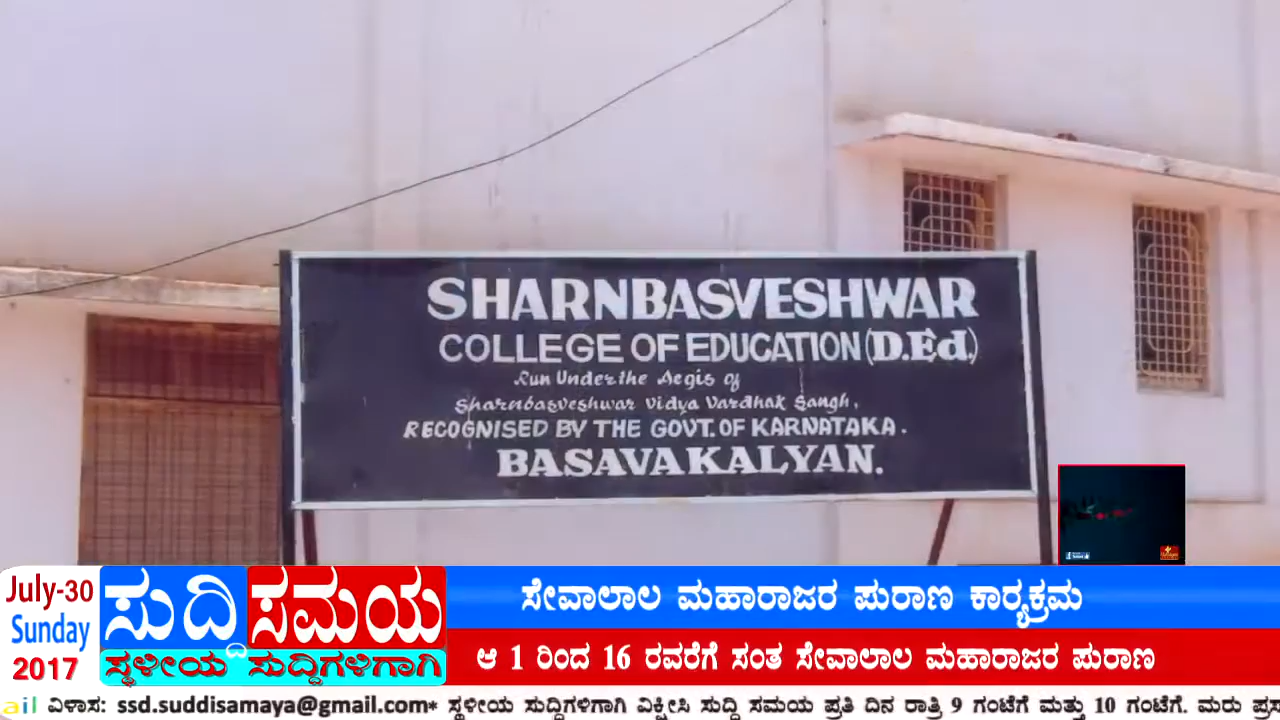 SHARNBASVESHWAR
COLLEGE OF EDUCATION (D.Ed.)
Run Under the Aegis of
Sharnbasveshwar Vidya Vardhak Sangh,
RECOGNISED BY THE GOVT. OF KARNATAKA.
BASAVAKALYAN.
July-30
Sunday
2017
ಸುದ್ದಿ ಸಮಯ
ಸ್ಥಳೀಯ ಸುದ್ದಿಗಳಿಗಾಗಿ
ಸೇವಾಲಾಲ ಮಹಾರಾಜರ ಪುರಾಣ ಕಾರ‍್ಯಕ್ರಮ
ಆ 1 ರಿಂದ 16 ರವರೆಗೆ ಸಂತ ಸೇವಾಲಾಲ ಮಹಾರಾಜರ ಪುರಾಣ
ail ವಿಳಾಸ: ssd.suddisamaya@gmail.com* ಸ್ಥಳೀಯ ಸುದ್ದಿಗಳಿಗಾಗಿ ವಿಕ್ಷೀಸಿ ಸುದ್ದಿ ಸಮಯ ಪ್ರತಿ ದಿನ ರಾತ್ರಿ 9 ಗಂಟೆಗೆ ಮತ್ತು 10 ಗಂಟೆಗೆ. ಮರು ಪ್ರಸ